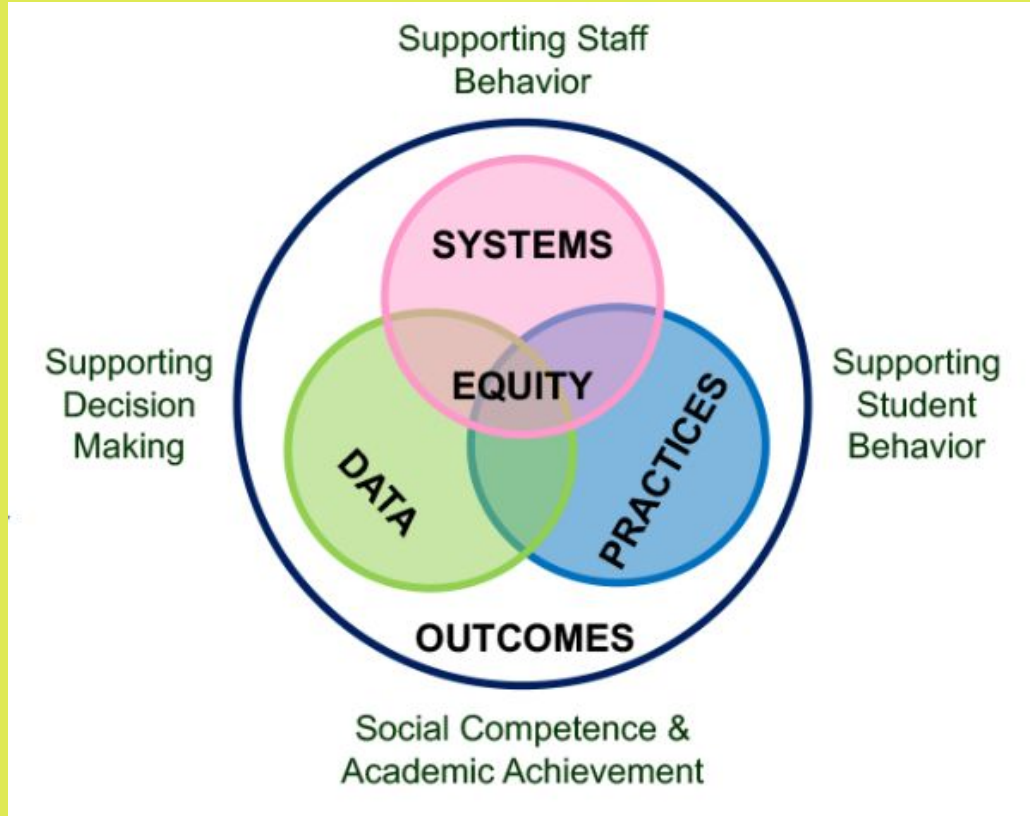 Supporting Staff
Behavior
SYSTEMS
EQUITY
Supporting
Decision
Making
Supporting
Student
Behavior
DATA
PRACTICES
OUTCOMES
Social Competence &
Academic Achievement